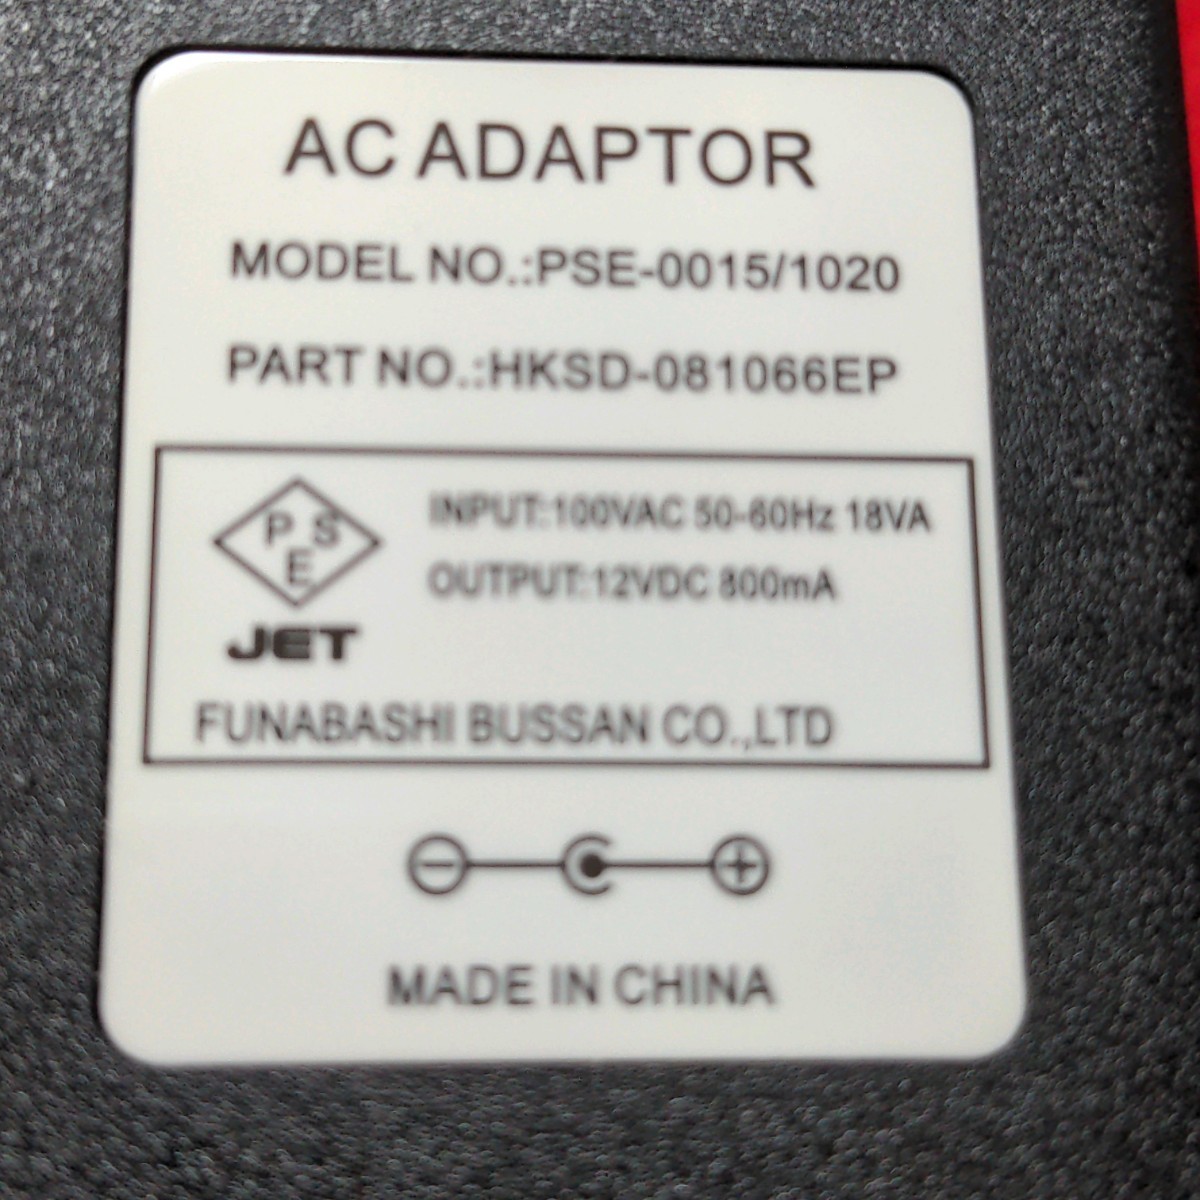 AC ADAPTOR
MODEL NO.:PSE-0015/1020
PART NO.:HKSD-081066EP
P S
E
INPUT:100VAC 50-60Hz 18VA
OUTPUT:12VDC 800mA
JET
FUNABASHI BUSSAN CO.,LTD
MADE IN CHINA